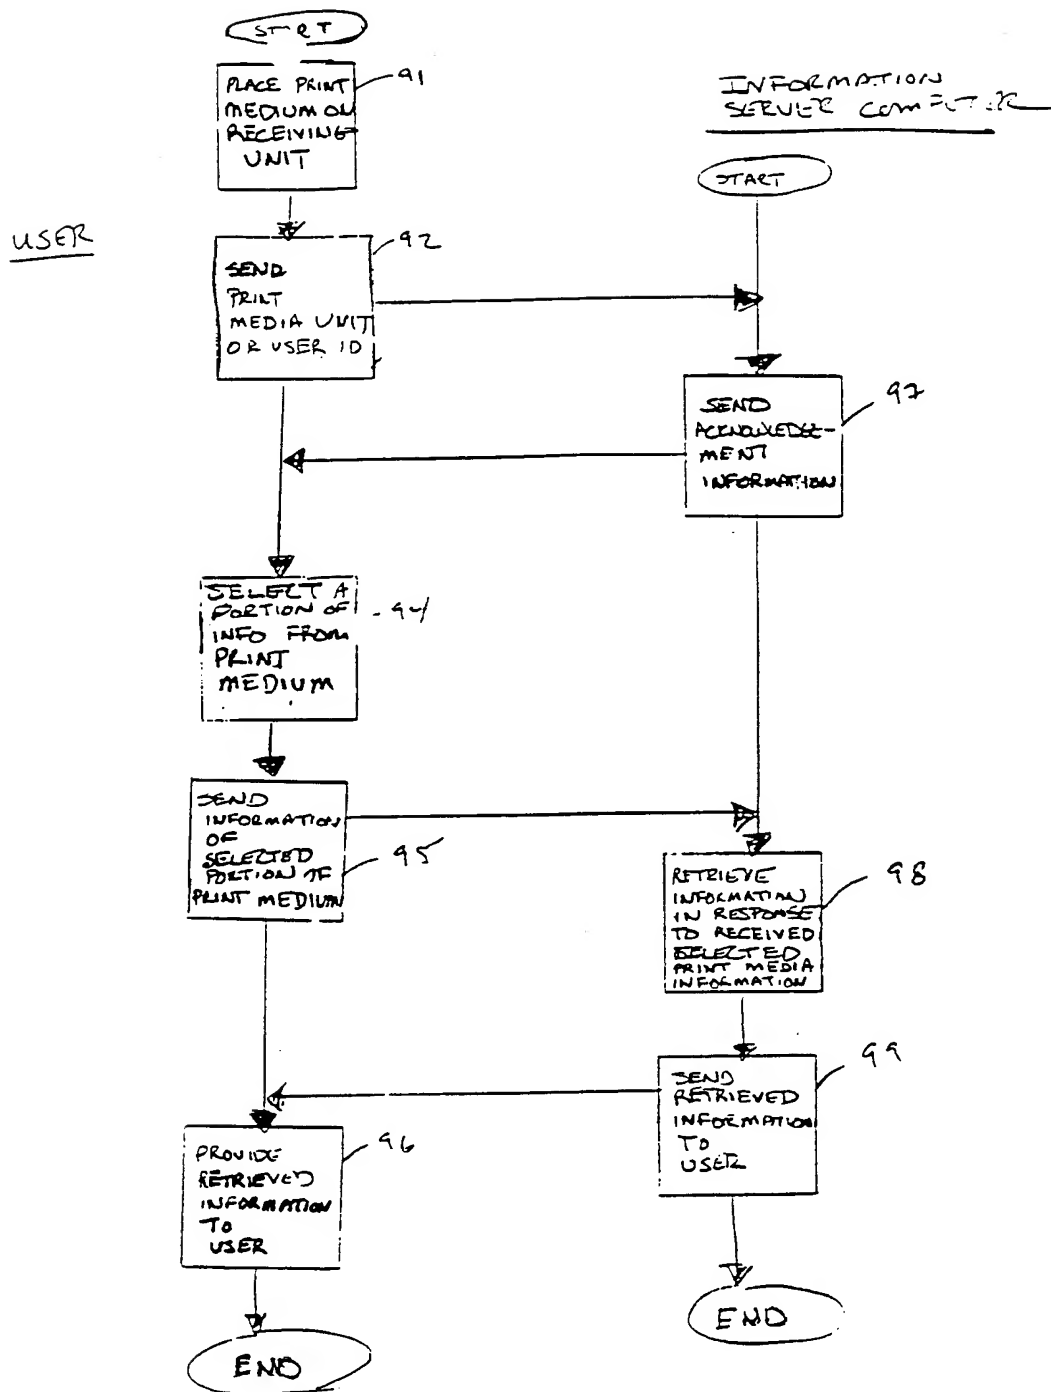 START
91
PLACE PRINT
MEDIUM ON
RECEIVING
UNIT
INFORMATION
SERVER COMPUTER
START
USER
92
SEND
PRINT
MEDIA UNIT
OR USER ID
97
SEND
ACKNOWLEDGE-
MENT
INFORMATION
94
SELECT A
PORTION OF
INFO FROM
PRINT
MEDIUM
SEND
INFORMATION
OF
SELECTED
PORTION OF
PRINT MEDIUM
95
98
RETRIEVE
INFORMATION
IN RESPONSE
TO RECEIVED
SELECTED
PRINT MEDIA
INFORMATION
99
SEND
RETRIEVED
INFORMATION
TO
USER
96
PROVIDE
RETRIEVED
INFORMATION
TO
USER
END
END